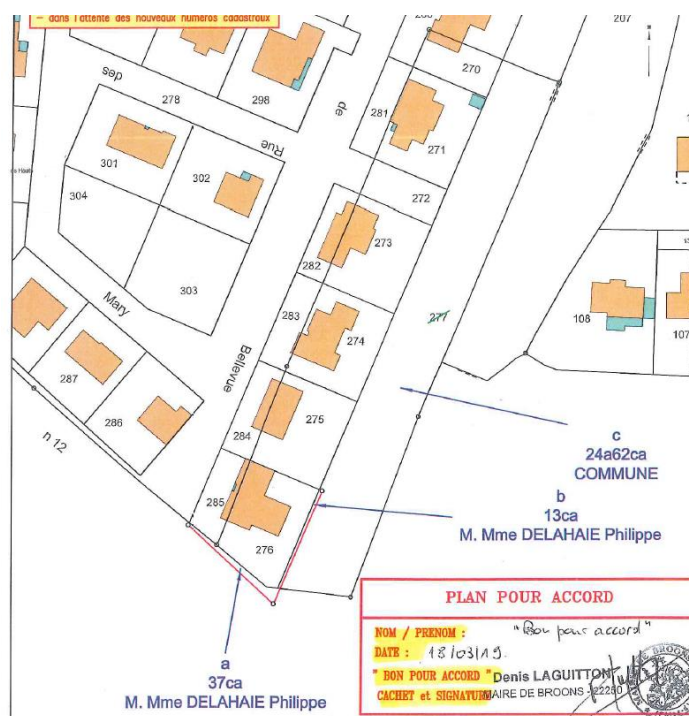 – dans l'attente des nouveaux numéros cadastraux
207
270
des
278
298
de
281
271
Rue
301
302
272
304
273
282
303
Mary
283
277
274
108
107
Bellevue
287
275
286
284
n 12
285
276
c
24a62ca
COMMUNE
b
13ca
M. Mme DELAHAIE Philippe
a
37ca
M. Mme DELAHAIE Philippe
PLAN POUR ACCORD
NOM / PRENOM : "Bon pour accord"
DATE : 18/03/19.
" BON POUR ACCORD " Denis LAGUITTON
CACHET et SIGNATURE MAIRE DE BROONS - 22250